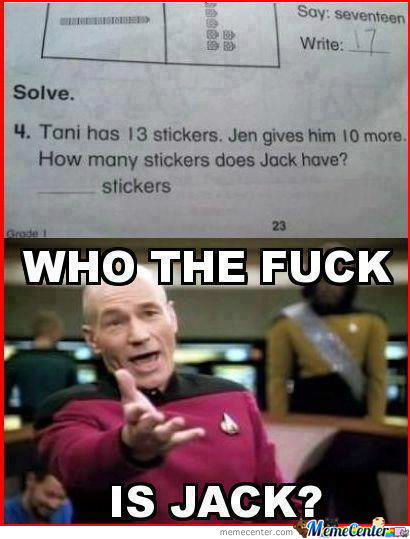 Say: seventeen
Write: 17
Solve.
4. Tani has 13 stickers. Jen gives him 10 more.
How many stickers does Jack have?
stickers
Grade 1
23
WHO THE FUCK
IS JACK?
memecenter.com
MemeCenter